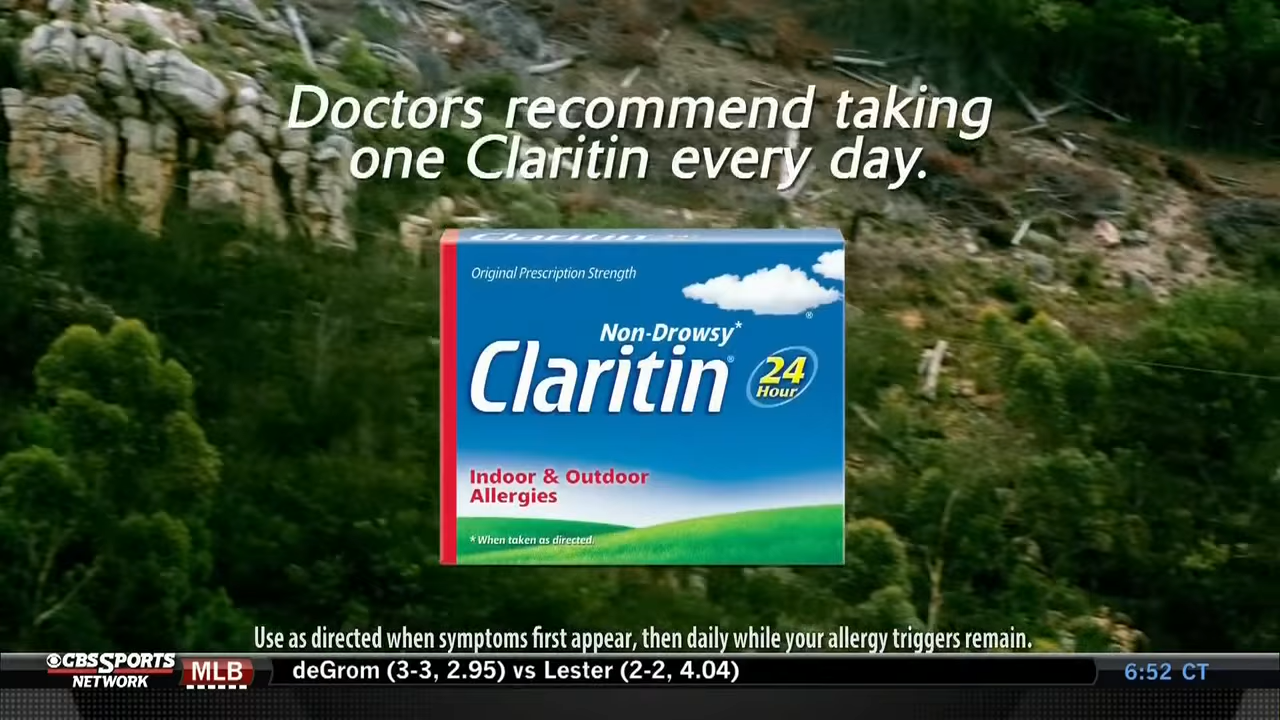 Doctors recommend taking
one Claritin every day.
Claritin
Original Prescription Strength
Non-Drowsy*
Claritin®
24
Hour
®
Indoor & Outdoor
Allergies
*When taken as directed.
Use as directed when symptoms first appear, then daily while your allergy triggers remain.
CBS SPORTS
NETWORK
MLB
deGrom (3-3, 2.95) vs Lester (2-2, 4.04)
6:52 CT